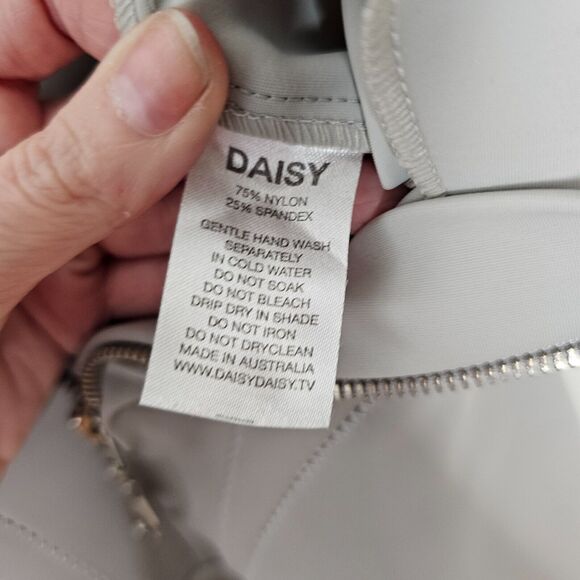 DAISY
75% NYLON
25% SPANDEX
GENTLE HAND WASH
SEPARATELY
IN COLD WATER
DO NOT SOAK
DO NOT BLEACH
DRIP DRY IN SHADE
DO NOT IRON
DO NOT DRYCLEAN
MADE IN AUSTRALIA
WWW.DAISYDAISY.TV